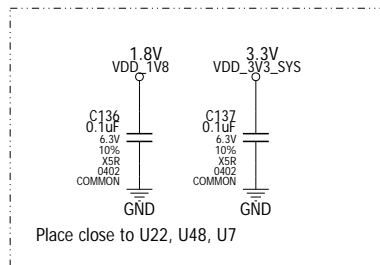 1.8V
VDD_1V8
C136
0.1uF
6.3V
10%
X5R
0402
COMMON
GND
3.3V
VDD_3V3_SYS
C137
0.1uF
6.3V
10%
X5R
0402
COMMON
GND
Place close to U22, U48, U7